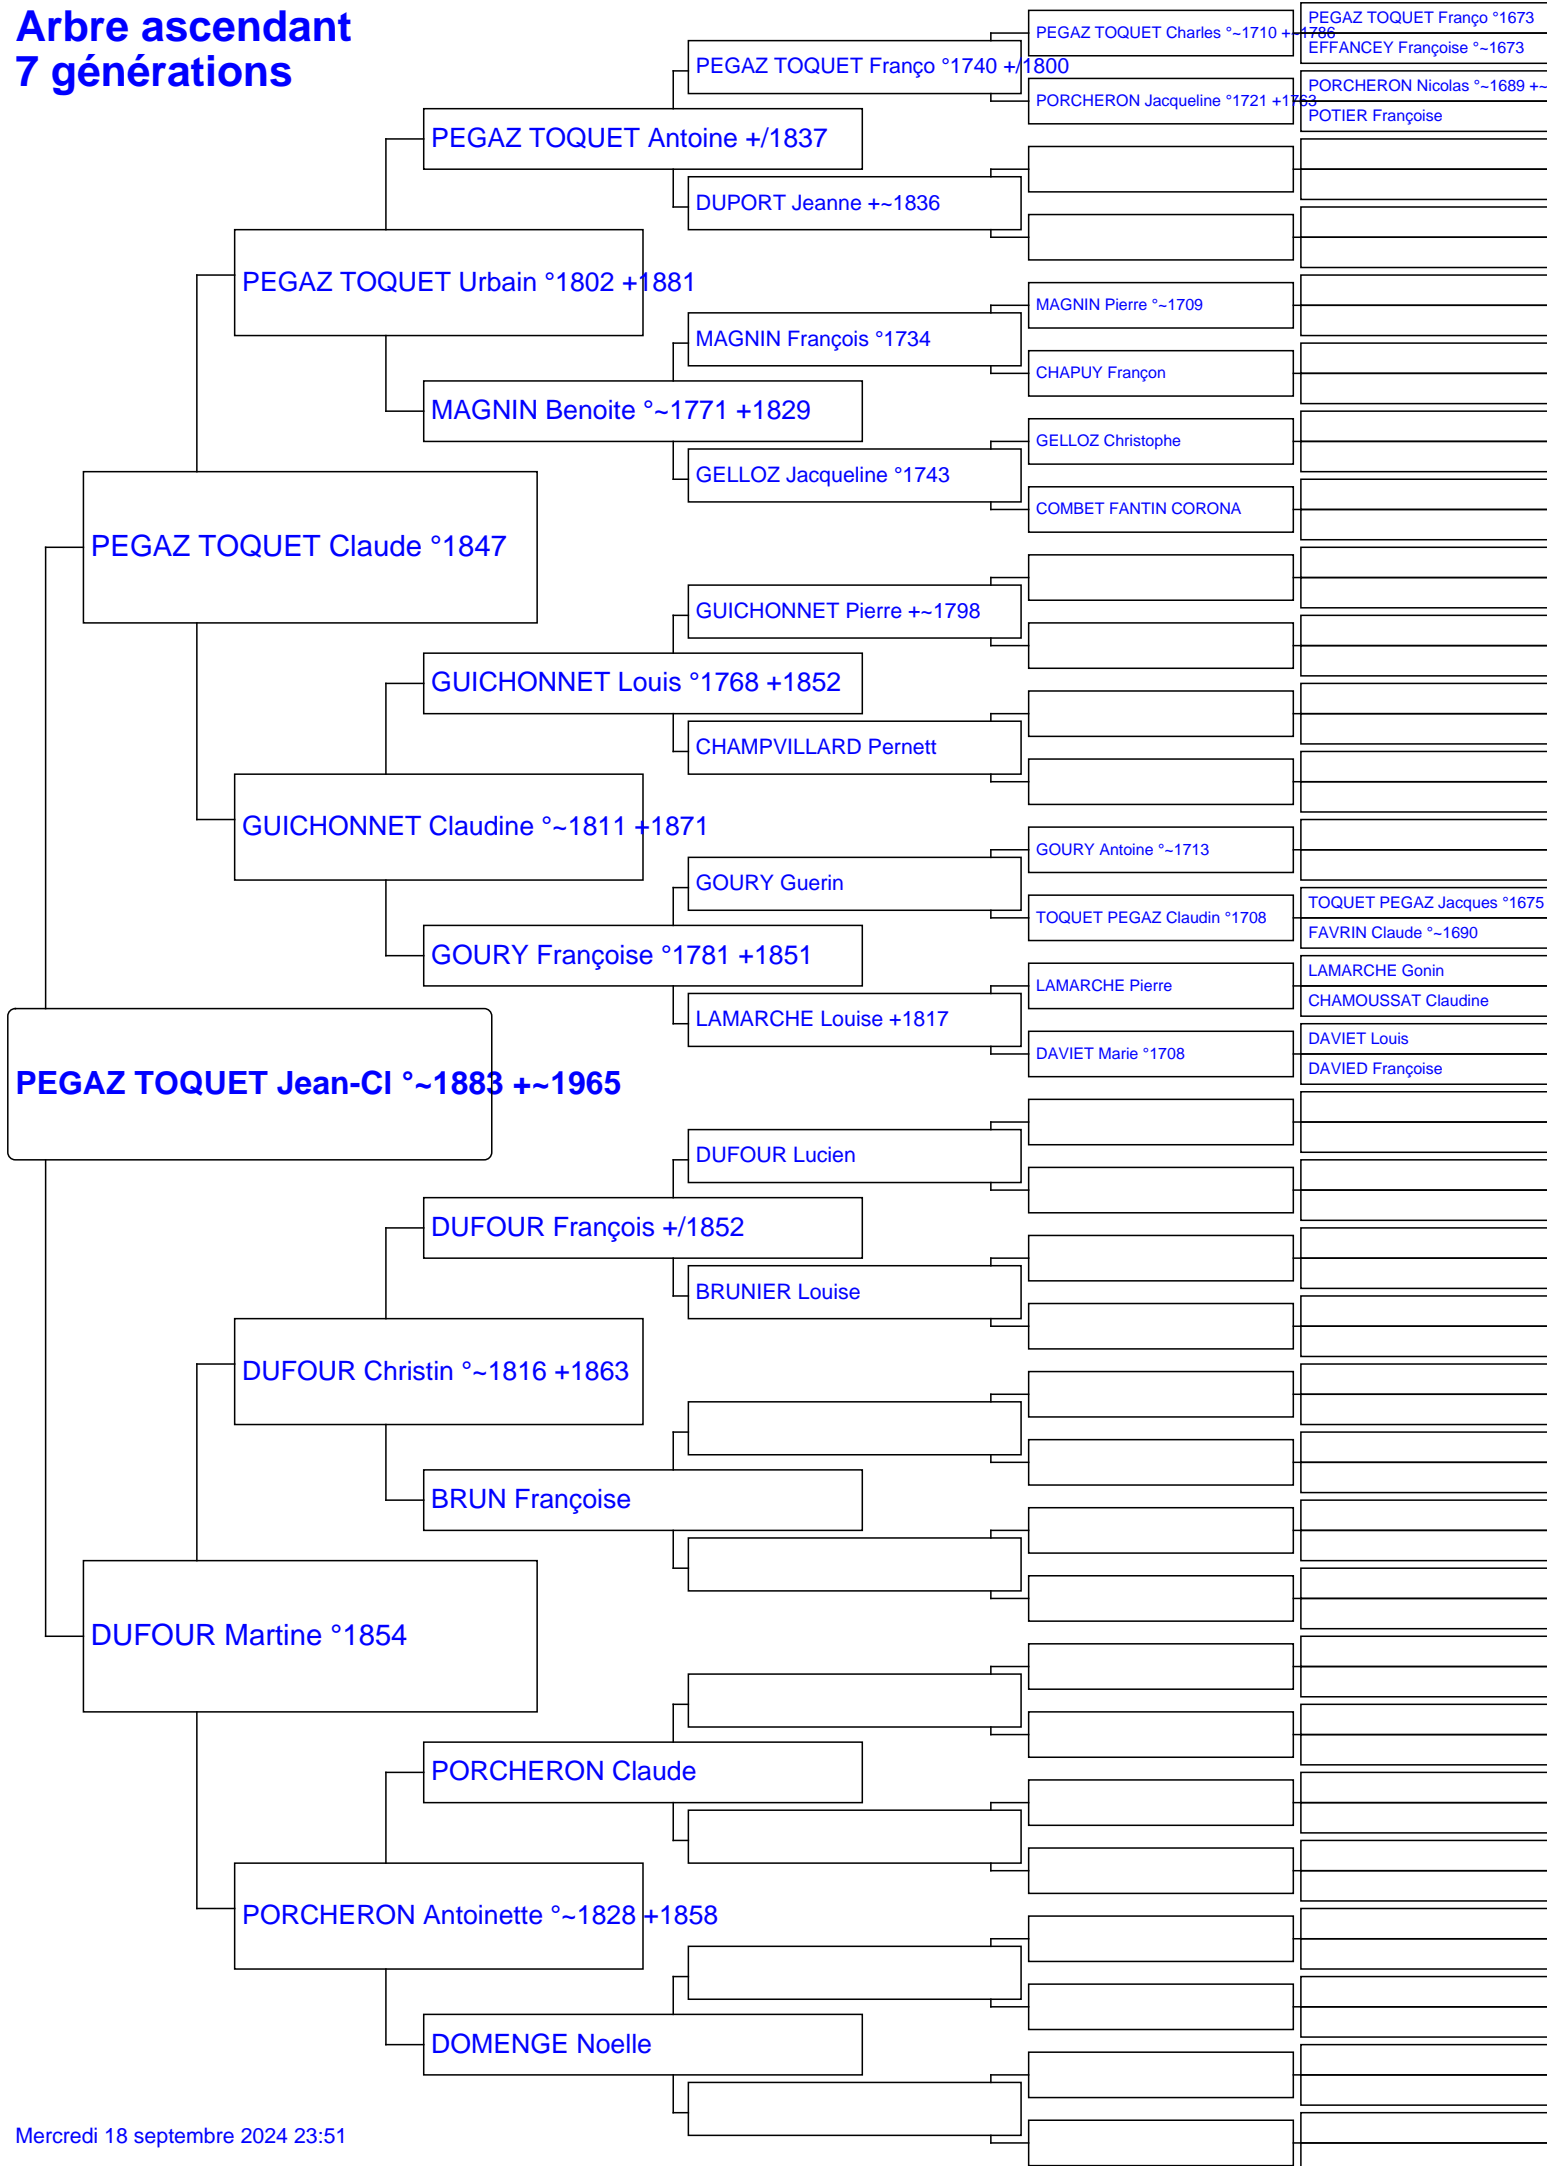 Arbre ascendant
7 générations
PEGAZ TOQUET Jean-Cl °~1883 +~1965
PEGAZ TOQUET Claude °1847
DUFOUR Martine °1854
PEGAZ TOQUET Urbain °1802 +1881
GUICHONNET Claudine °~1811 +1871
DUFOUR Christin °~1816 +1863
PORCHERON Antoinette °~1828 +1858
PEGAZ TOQUET Antoine +/1837
MAGNIN Benoite °~1771 +1829
GUICHONNET Louis °1768 +1852
GOURY Françoise °1781 +1851
DUFOUR François +/1852
BRUN Françoise
PORCHERON Claude
DOMENGE Noelle
PEGAZ TOQUET Franço °1740 +/1800
DUPORT Jeanne +~1836
MAGNIN François °1734
GELLOZ Jacqueline °1743
GUICHONNET Pierre +~1798
CHAMPVILLARD Pernett
GOURY Guerin
LAMARCHE Louise +1817
DUFOUR Lucien
BRUNIER Louise
PEGAZ TOQUET Charles °~1710 +~1786
PORCHERON Jacqueline °1721 +1763
MAGNIN Pierre °~1709
CHAPUY Françon
GELLOZ Christophe
COMBET FANTIN CORONA
GOURY Antoine °~1713
TOQUET PEGAZ Claudin °1708
LAMARCHE Pierre
DAVIET Marie °1708
PEGAZ TOQUET Franço °1673
EFFANCEY Françoise °~1673
PORCHERON Nicolas °~1689 +~
POTIER Françoise
TOQUET PEGAZ Jacques °1675
FAVRIN Claude °~1690
LAMARCHE Gonin
CHAMOUSSAT Claudine
DAVIET Louis
DAVIED Françoise
Mercredi 18 septembre 2024 23:51